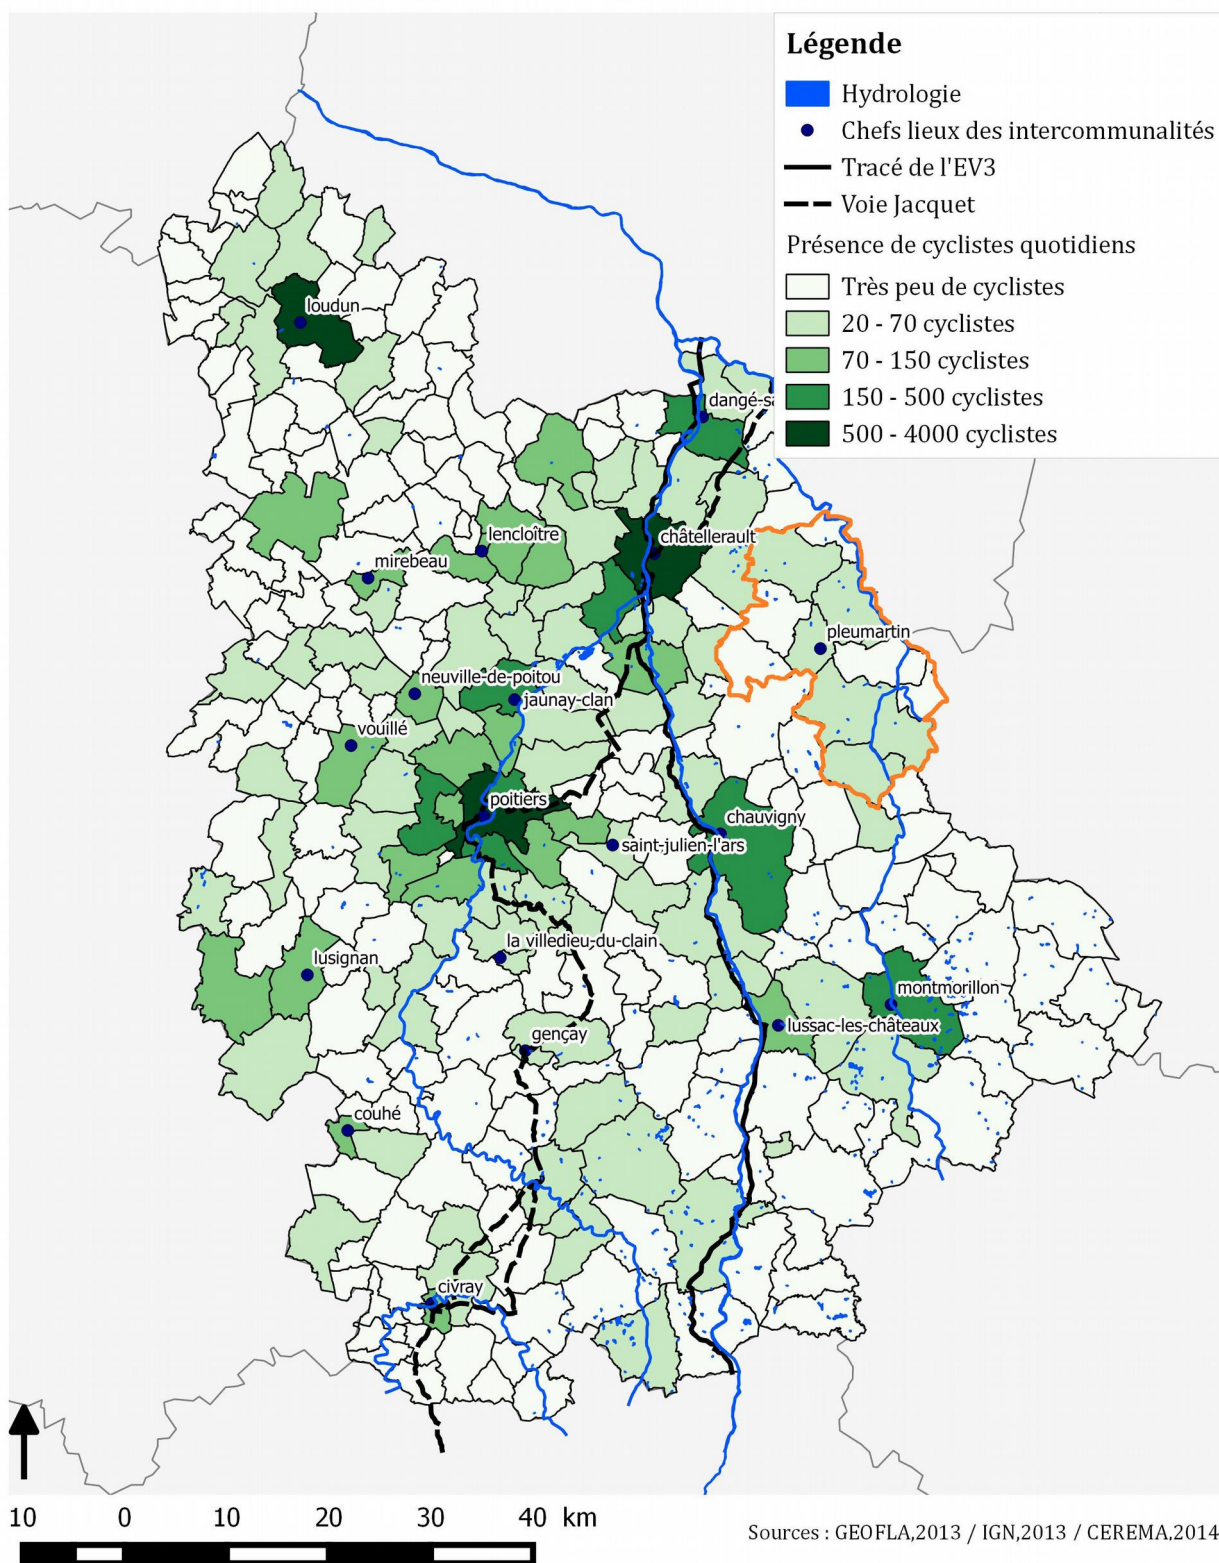 Légende
Hydrologie
Chefs lieux des intercommunalités
Tracé de l'EV3
Voie Jacquet
Présence de cyclistes quotidiens
Très peu de cyclistes
20 - 70 cyclistes
70 - 150 cyclistes
150 - 500 cyclistes
500 - 4000 cyclistes
loudun
dangé-sa
lencloître
châtellerault
mirebeau
pleumartin
neuville-de-poitou
jaunay-clan
vouillé
poitiers
chauvigny
saint-julien-l'ars
la villedieu-du-clain
lusignan
montmorillon
lussac-les-châteaux
gençay
couhé
civray
10 0 10 20 30 40 km
Sources : GEOFLA,2013 / IGN,2013 / CEREMA,2014